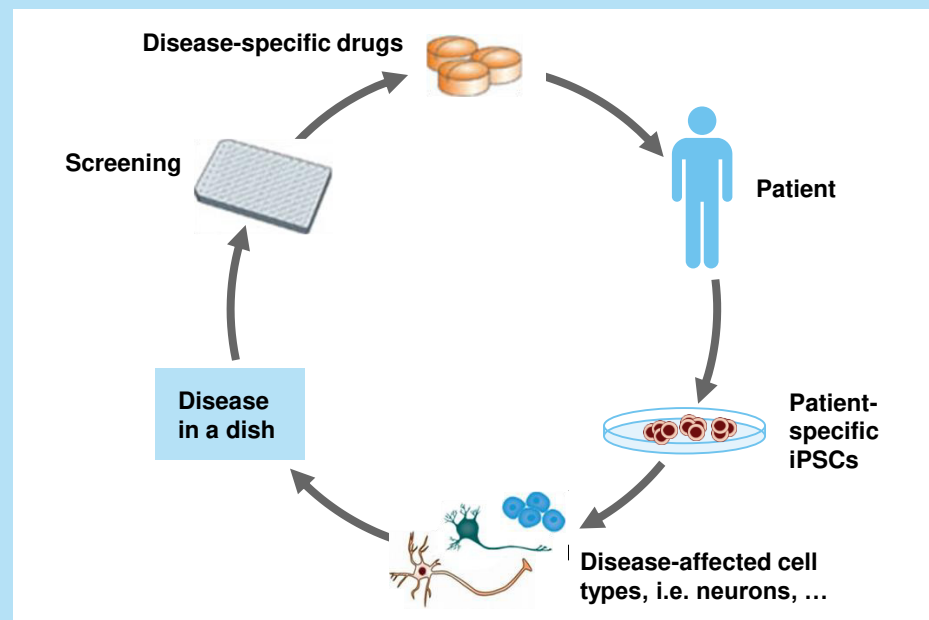 Disease-specific drugs
Screening
Patient
Disease
in a dish
Patient-
specific
iPSCs
Disease-affected cell
types, i.e. neurons, …